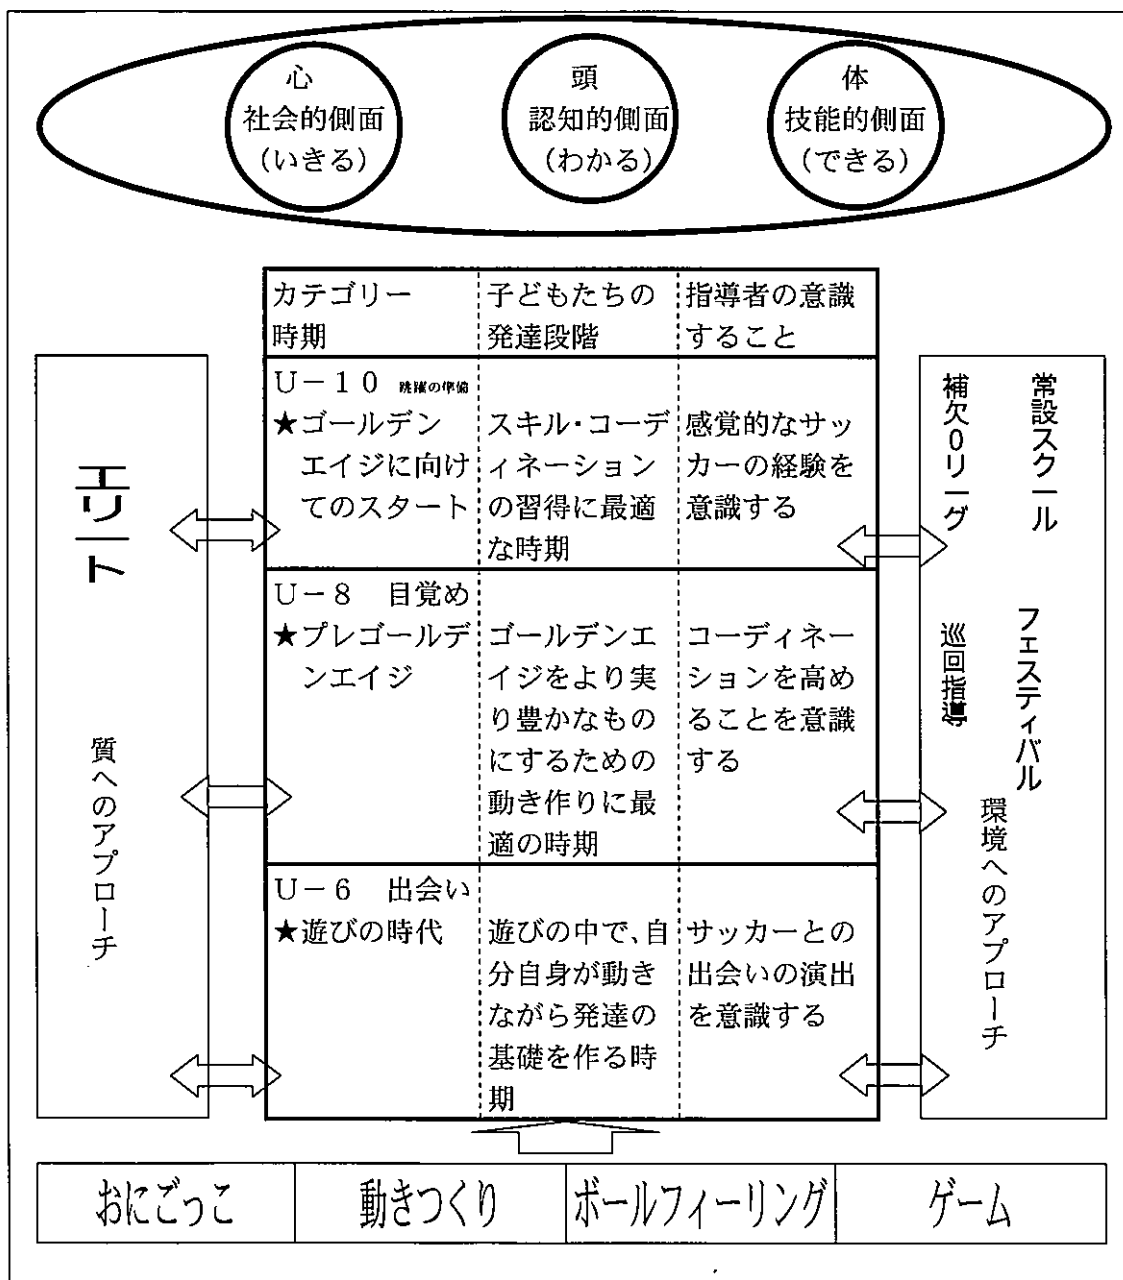 心
社会的側面
(いきる)
頭
認知的側面
(わかる)
体
技能的側面
(できる)
カテゴリー
時期
子どもたちの
発達段階
指導者の意識
すること
U-10 跳躍の準備
★ゴールデン
エイジに向け
てのスタート
スキル・コーデ
ィネーション
の習得に最適
な時期
感覚的なサッ
カーの経験を
意識する
U-8 目覚め
★プレゴールデ
ンエイジ
ゴールデンエ
イジをより実
り豊かなもの
にするための
動き作りに最
適の時期
コーディネー
ションを高め
ることを意識
する
U-6 出会い
★遊びの時代
遊びの中で、自
分自身が動き
ながら発達の
基礎を作る時
期
サッカーとの
出会いの演出
を意識する
エリート
質へのアプローチ
常設スクール
補欠0リーグ
フェスティバル
巡回指導
環境へのアプローチ
おにごっこ
動きつくり
ボールフィーリング
ゲーム